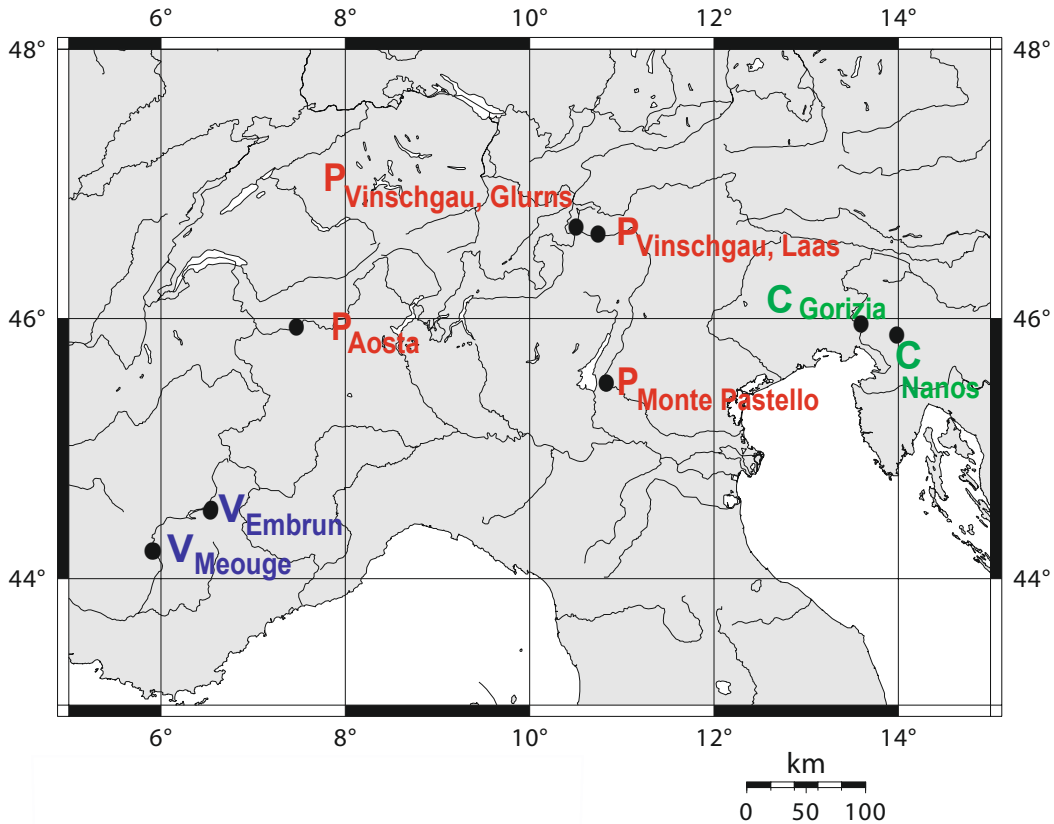 6° 8° 10° 12° 14°
48° 48°
P Vinschgau, Glurns
P Vinschgau, Laas
C Gorizia
46° 46°
P Aosta
C Nanos
P Monte Pastello
V Embrun
V Meouge
44° 44°
6° 8° 10° 12° 14°
km
0 50 100